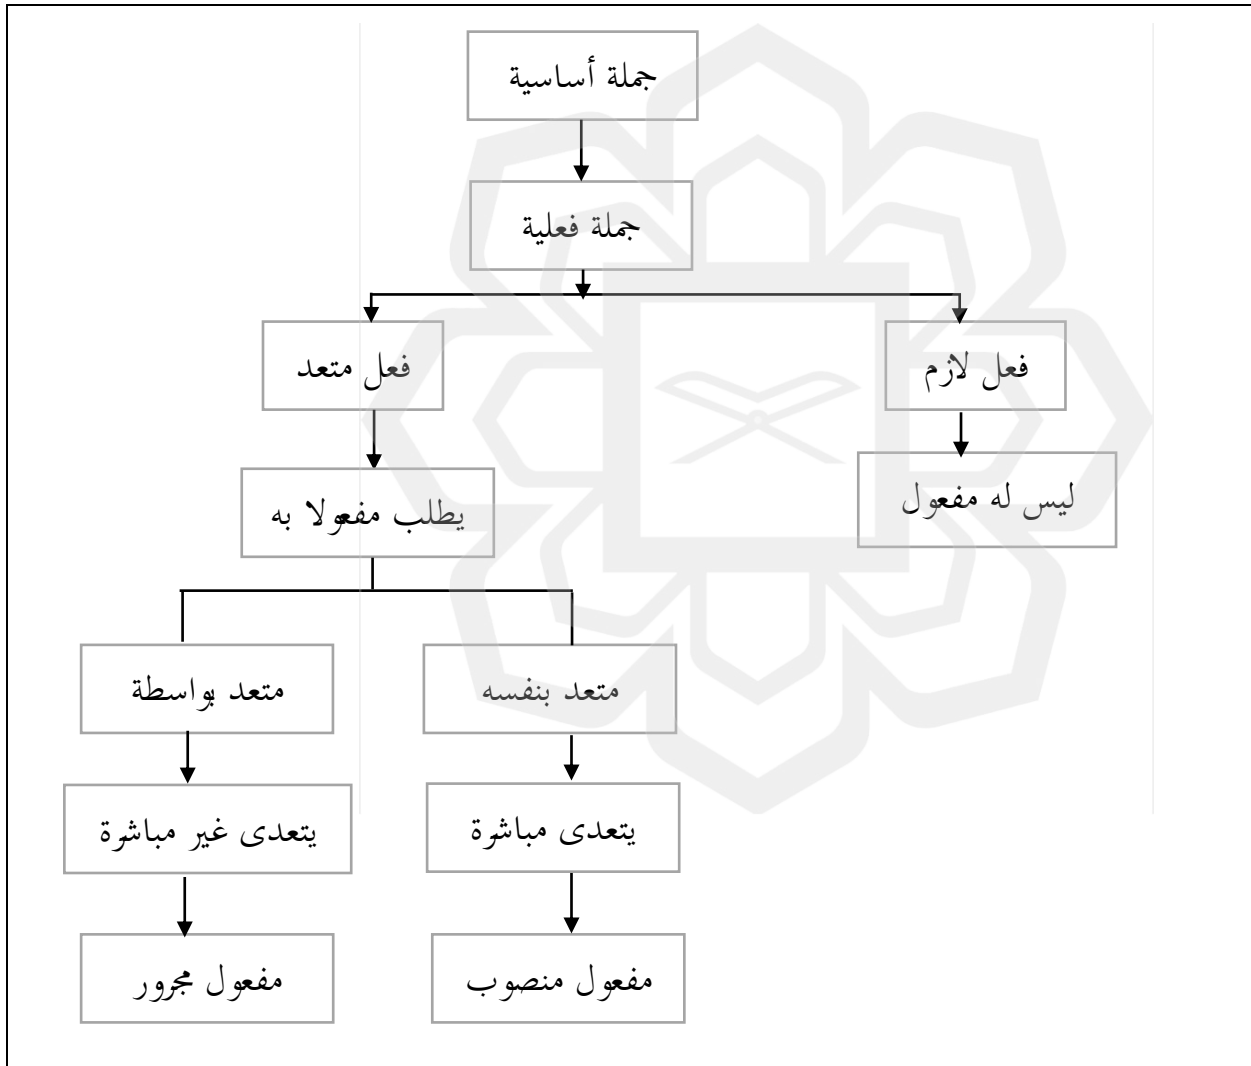 جملة أساسية
جملة فعلية
فعل لازم
فعل متعد
ليس له مفعول
يطلب مفعولا به
متعد بنفسه
متعد بواسطة
يتعدى مباشرة
يتعدى غير مباشرة
مفعول منصوب
مفعول مجرور